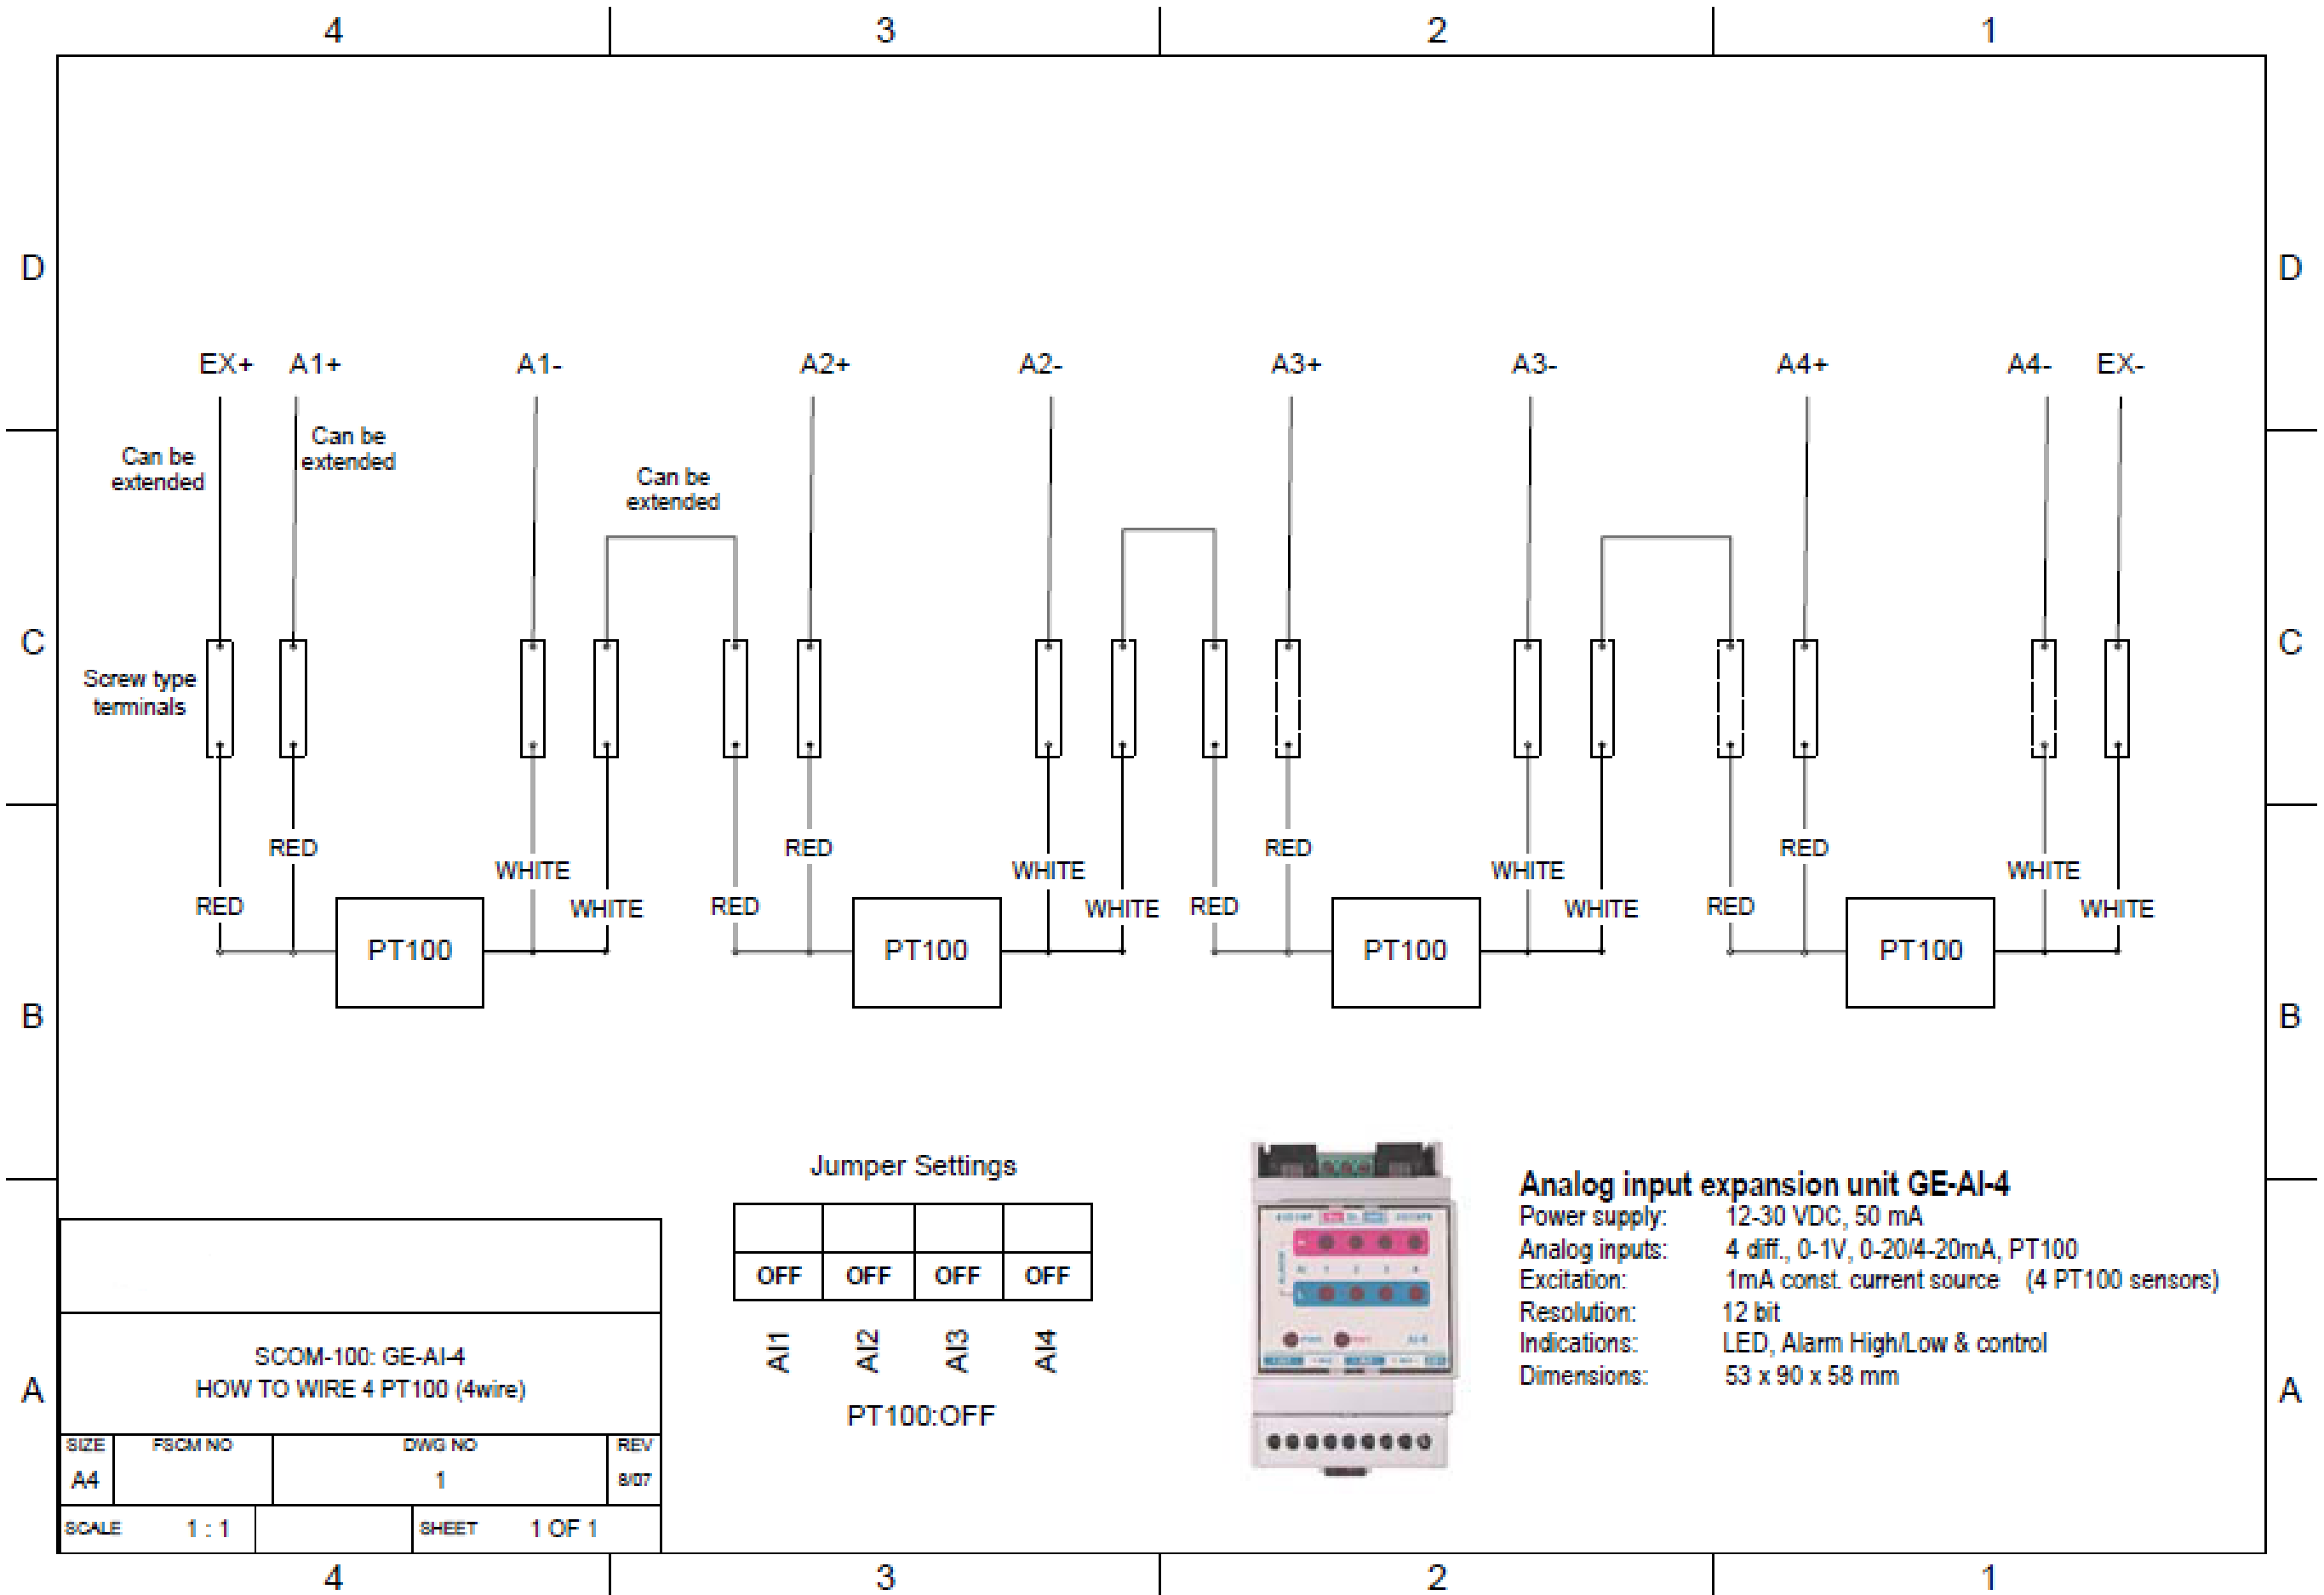 4 3 2 1
D D
EX+ A1+ A1- A2+ A2- A3+ A3- A4+ A4- EX-
Can be
extended
Can be
extended
Can be
extended
C C
Screw type
terminals
RED RED RED RED
WHITE WHITE WHITE WHITE
RED WHITE RED WHITE RED WHITE RED WHITE
PT100 PT100 PT100 PT100
B B
Jumper Settings
OFF OFF OFF OFF
AI1 AI2 AI3 AI4
PT100:OFF
Analog input expansion unit GE-AI-4
Power supply: 12-30 VDC, 50 mA
Analog inputs: 4 diff., 0-1V, 0-20/4-20mA, PT100
Excitation: 1mA const. current source (4 PT100 sensors)
Resolution: 12 bit
Indications: LED, Alarm High/Low & control
Dimensions: 53 x 90 x 58 mm
SCOM-100: GE-AI-4
HOW TO WIRE 4 PT100 (4wire)
A A
SIZE FSCM NO DWG NO REV
A4 1 8/07
SCALE 1 : 1 SHEET 1 OF 1
4 3 2 1